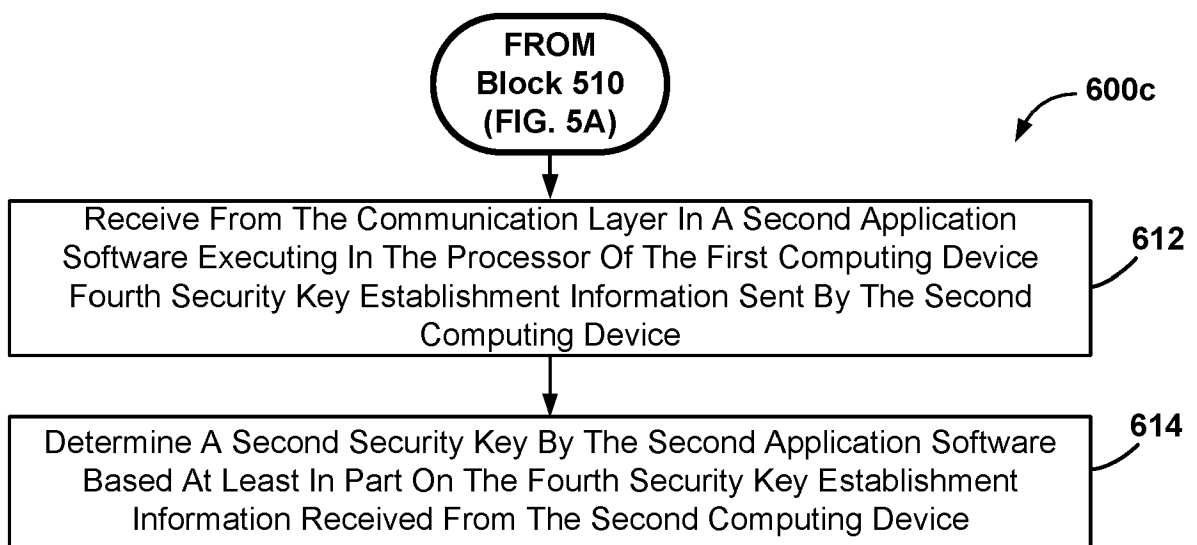 FROM
Block 510
(FIG. 5A)
600c
Receive From The Communication Layer In A Second Application
Software Executing In The Processor Of The First Computing Device
Fourth Security Key Establishment Information Sent By The Second
Computing Device
612
Determine A Second Security Key By The Second Application Software
Based At Least In Part On The Fourth Security Key Establishment
Information Received From The Second Computing Device
614